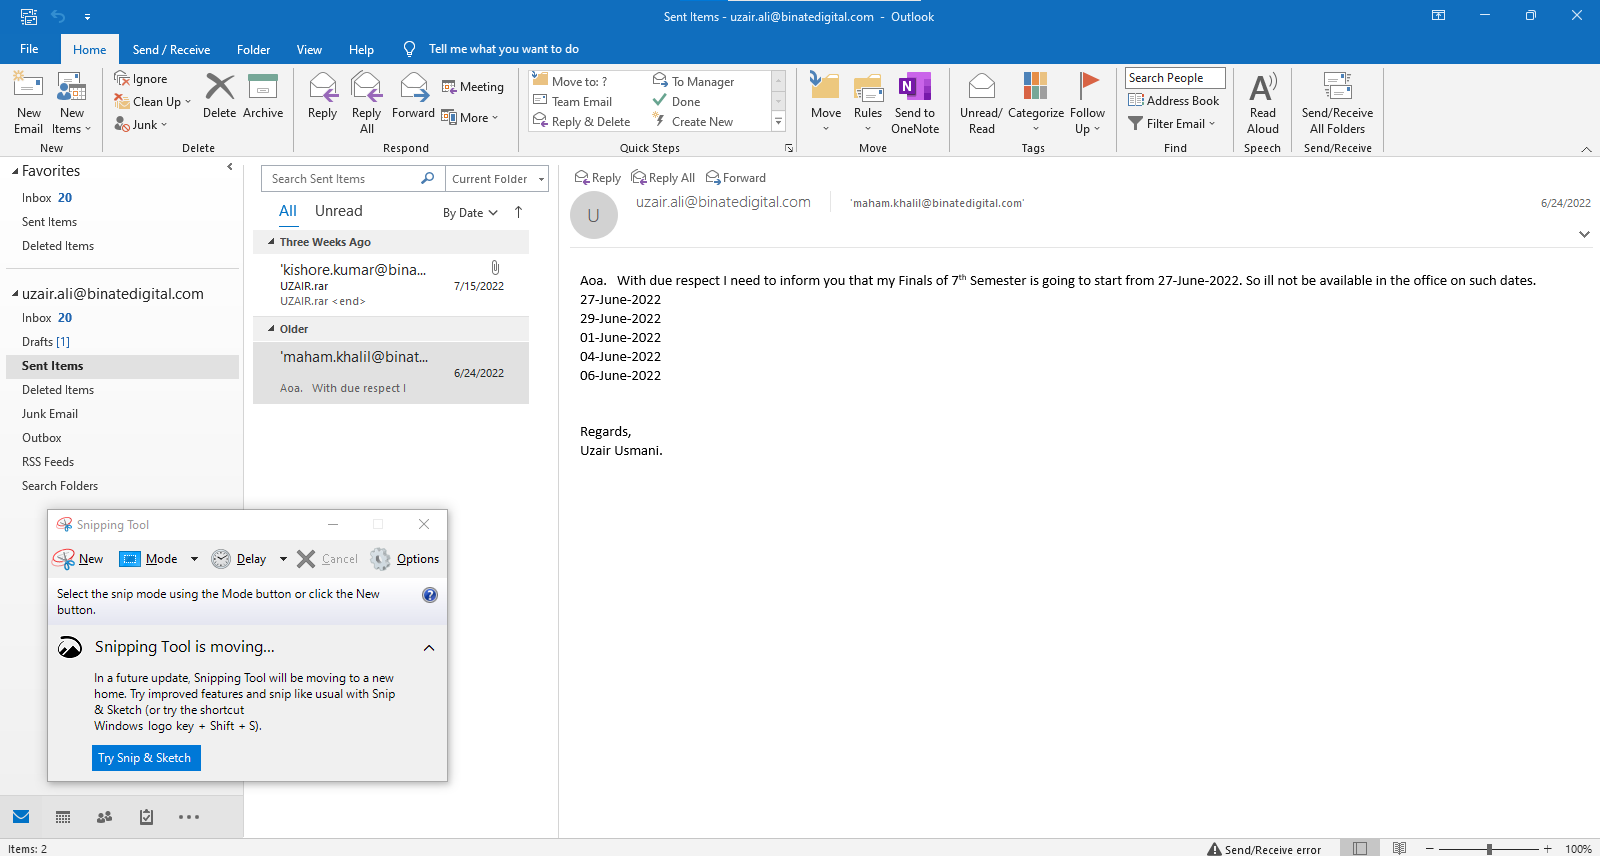 Sent Items - uzair.ali@binatedigital.com - Outlook
File Home Send / Receive Folder View Help Tell me what you want to do
New Email
New Items
New
Ignore
Clean Up
Junk
Delete
Archive
Delete
Reply
Reply All
Forward
Meeting
More
Respond
Move to: ?
Team Email
Reply & Delete
To Manager
Done
Create New
Quick Steps
Move
Rules
Send to OneNote
Move
Unread/ Read
Categorize
Follow Up
Tags
Search People
Address Book
Filter Email
Find
Read Aloud
Speech
Send/Receive All Folders
Send/Receive
Favorites
Inbox 20
Sent Items
Deleted Items
uzair.ali@binatedigital.com
Inbox 20
Drafts [1]
Sent Items
Deleted Items
Junk Email
Outbox
RSS Feeds
Search Folders
Search Sent Items
Current Folder
All Unread
By Date
Three Weeks Ago
'kishore.kumar@bina...
UZAIR.rar 7/15/2022
UZAIR.rar <end>
Older
'maham.khalil@binat...
6/24/2022
Aoa. With due respect I
Reply Reply All Forward
U
uzair.ali@binatedigital.com
'maham.khalil@binatedigital.com'
6/24/2022
Aoa. With due respect I need to inform you that my Finals of 7th Semester is going to start from 27-June-2022. So ill not be available in the office on such dates.
27-June-2022
29-June-2022
01-June-2022
04-June-2022
06-June-2022
Regards,
Uzair Usmani.
Snipping Tool
New Mode Delay Cancel Options
Select the snip mode using the Mode button or click the New
button.
Snipping Tool is moving...
In a future update, Snipping Tool will be moving to a new
home. Try improved features and snip like usual with Snip
& Sketch (or try the shortcut
Windows logo key + Shift + S).
Try Snip & Sketch
Items: 2
Send/Receive error
100%